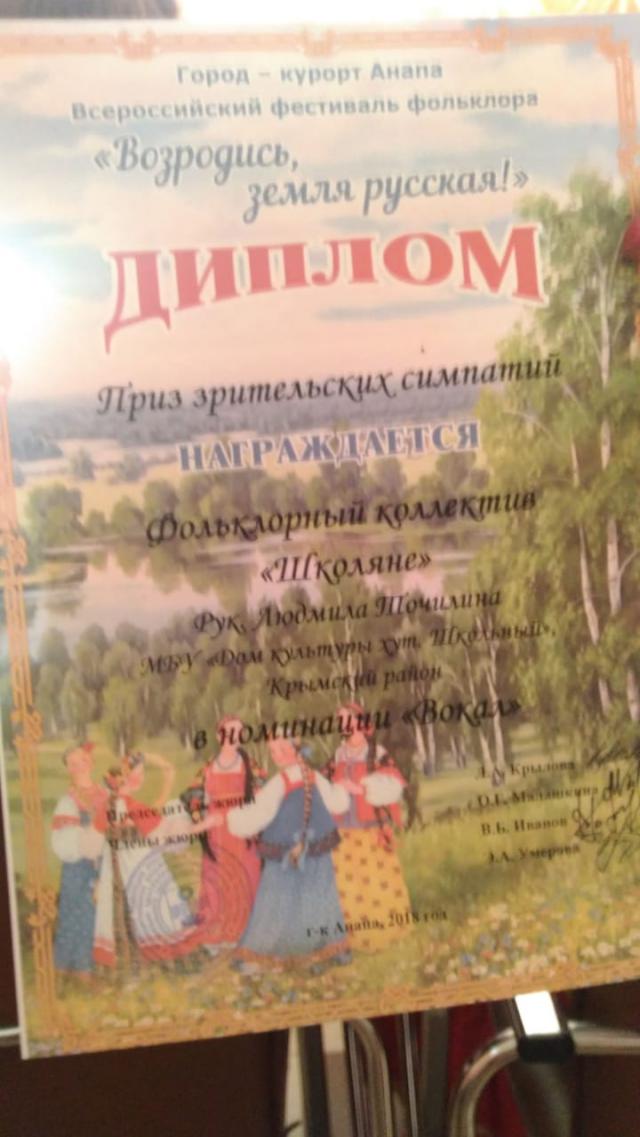 Город – курорт Анапа
Всероссийский фестиваль фольклора
«Возродись,
земля русская!»
ДИПЛОМ
Приз зрительских симпатий
НАГРАЖДАЕТСЯ
Фольклорный коллектив
«Школяне»
Рук. Людмила Точилина
МБУ «Дом культуры хут. Школьный»,
Крымский район
в номинации «Вокал»
Председатель жюри
Члены жюри
Крылова
В.Б. Иванов
Э.А. Умерова
г-к Анапа, 2018 год